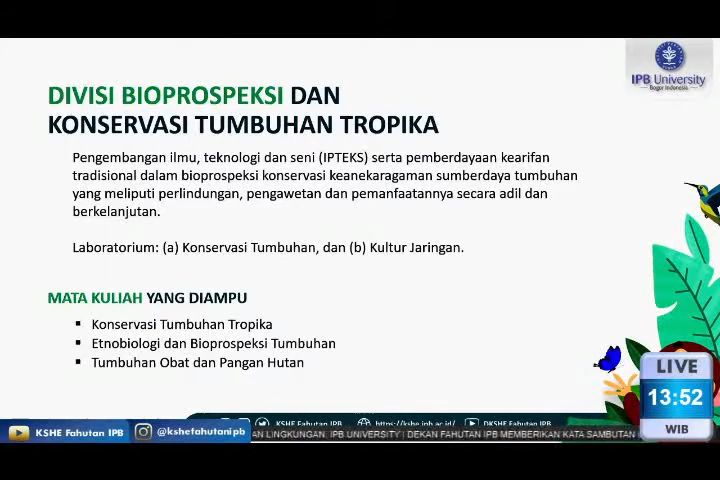 IPB University
Bogor Indonesia
DIVISI BIOPROSPEKSI DAN
KONSERVASI TUMBUHAN TROPIKA
Pengembangan ilmu, teknologi dan seni (IPTEKS) serta pemberdayaan kearifan
tradisional dalam bioprospeksi konservasi keanekaragaman sumberdaya tumbuhan
yang meliputi perlindungan, pengawetan dan pemanfaatannya secara adil dan
berkelanjutan.
Laboratorium: (a) Konservasi Tumbuhan, dan (b) Kultur Jaringan.
MATA KULIAH YANG DIAMPU
▪ Konservasi Tumbuhan Tropika
▪ Etnobiologi dan Bioprospeksi Tumbuhan
▪ Tumbuhan Obat dan Pangan Hutan
LIVE
13:52
WIB
KSHE Fahutan IPB https://kshe.ipb.ac.id/ DKSHE Fahutan IPB
KSHE Fahutan IPB @kshefahutanipb
AN LINGKUNGAN, IPB UNIVERSITY | DEKAN FAHUTAN IPB MEMBERIKAN KATA SAMBUTAN